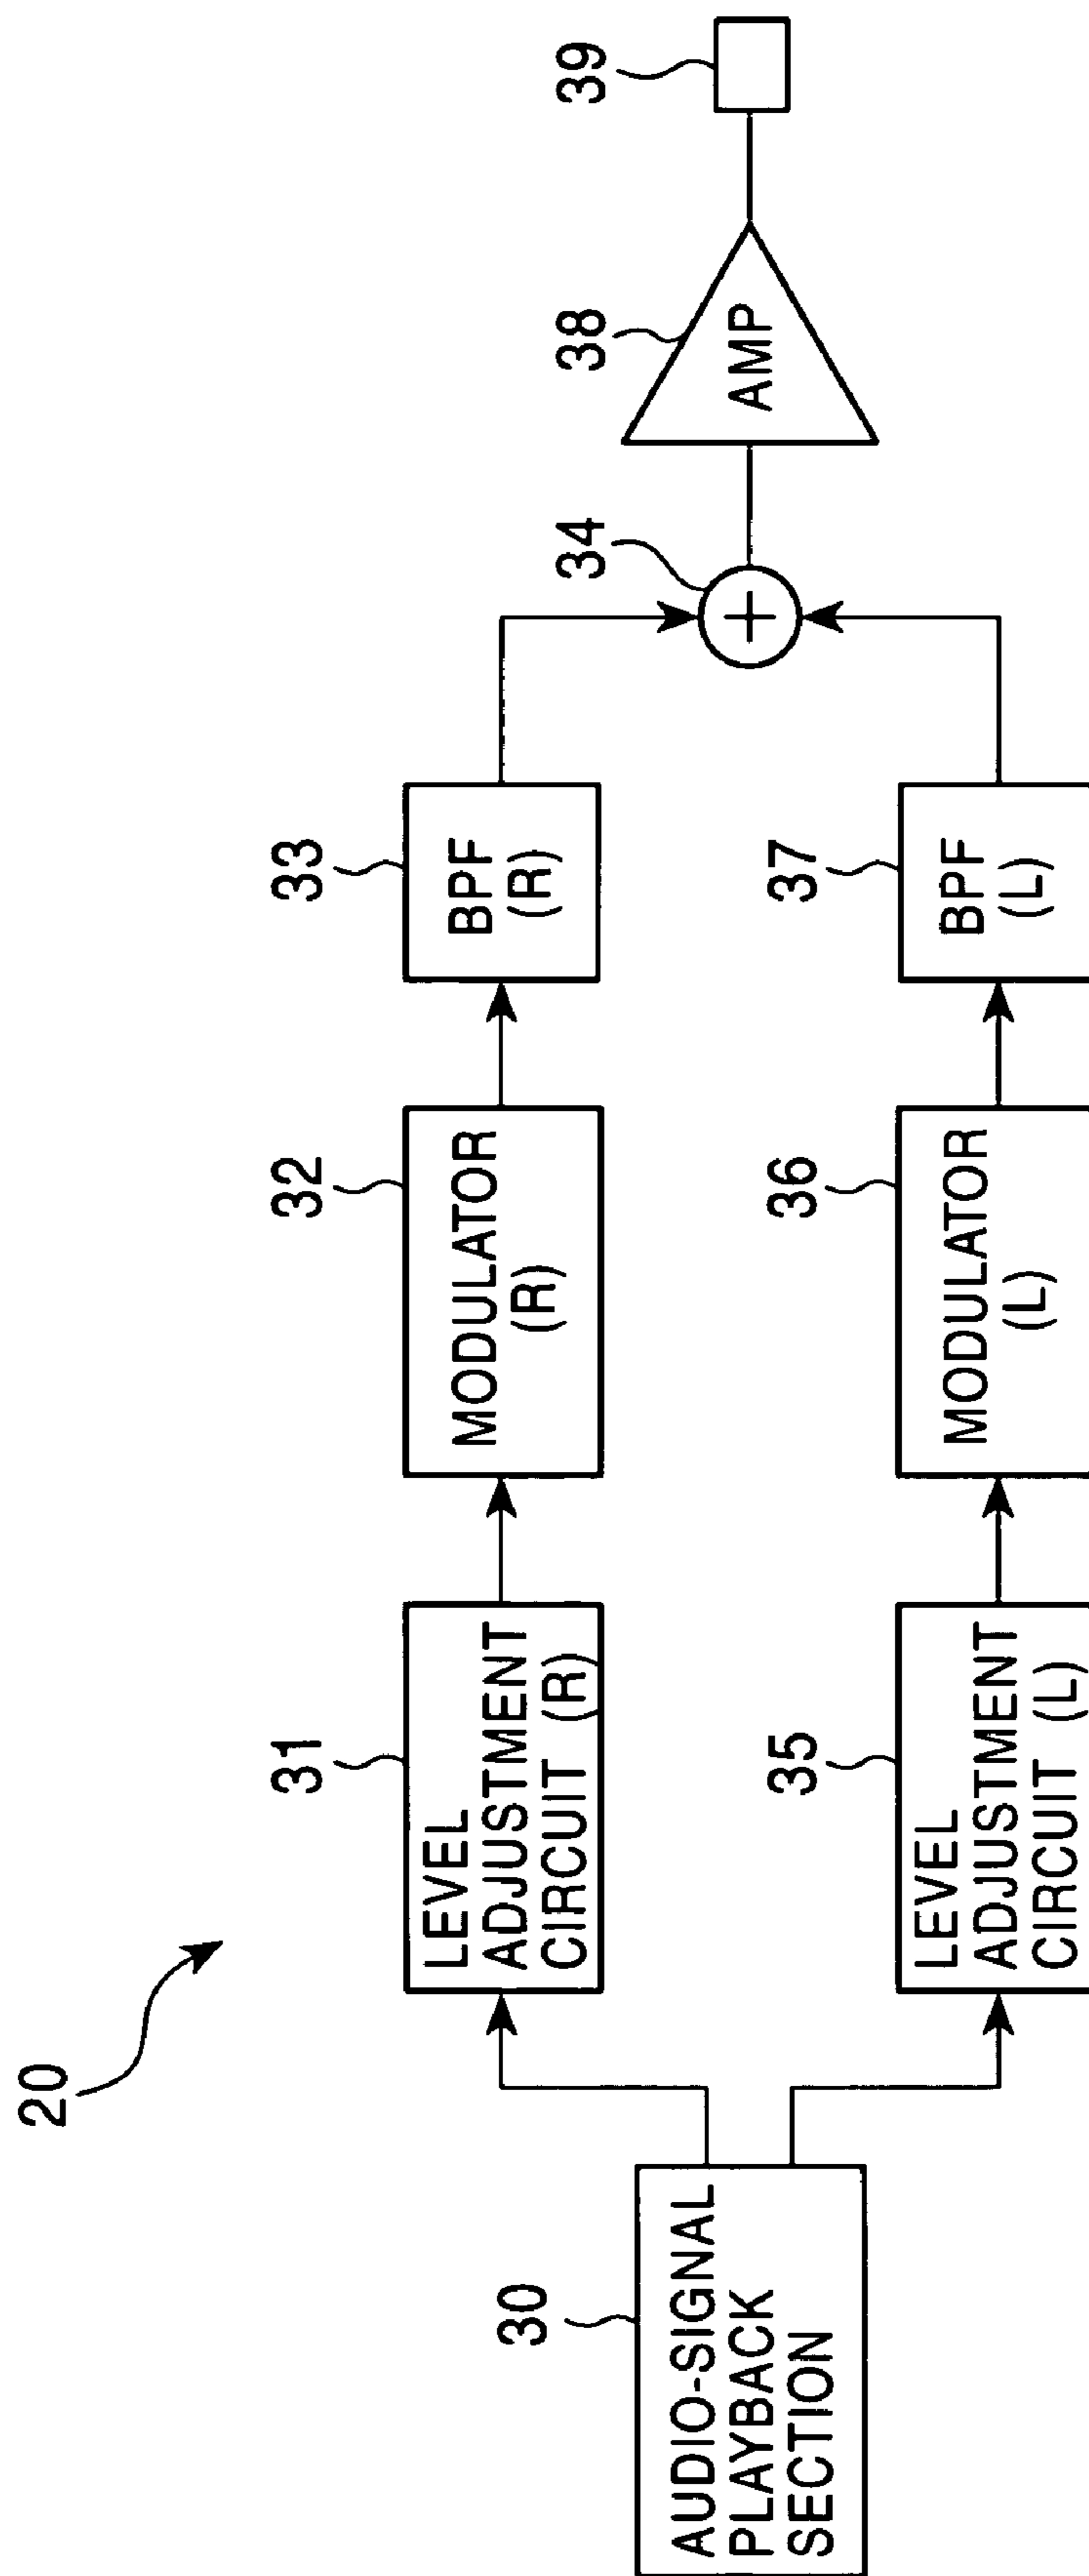 20
30
AUDIO-SIGNAL
PLAYBACK
SECTION
31
LEVEL
ADJUSTMENT
CIRCUIT (R)
32
MODULATOR
(R)
33
BPF
(R)
34
+
38
AMP
39
35
LEVEL
ADJUSTMENT
CIRCUIT (L)
36
MODULATOR
(L)
37
BPF
(L)